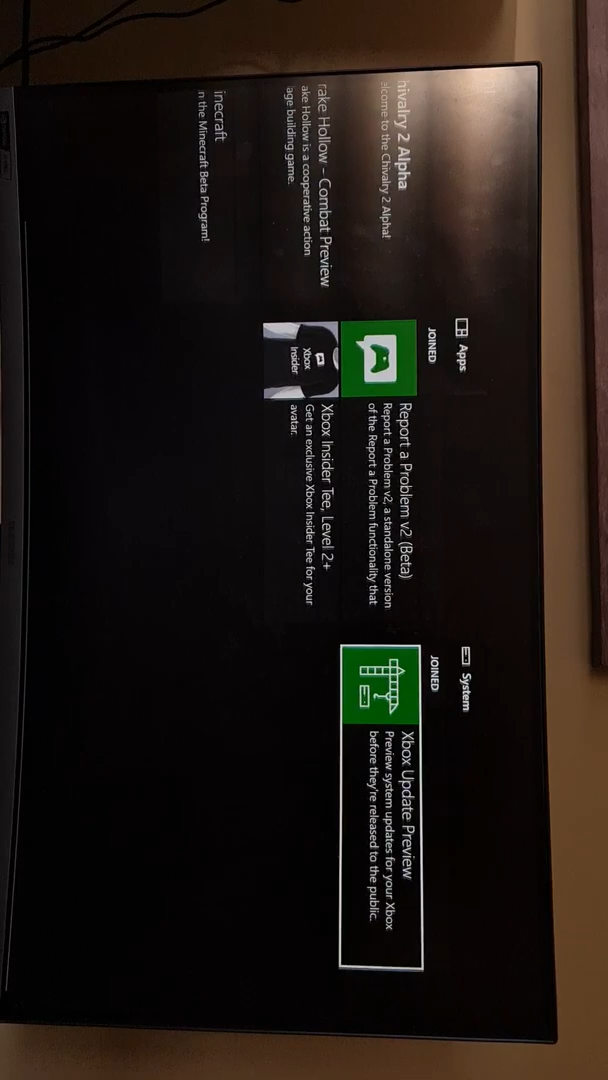 hivalry 2 Alpha
elcome to the Chivalry 2 Alpha!
rake Hollow – Combat Preview
ake Hollow is a cooperative action
age building game.
inecraft
n the Minecraft Beta Program!
Apps
JOINED
Report a Problem v2 (Beta)
Report a Problem v2, a standalone version
of the Report a Problem functionality that
Xbox
Insider
Xbox Insider Tee, Level 2+
Get an exclusive Xbox Insider Tee for your
avatar.
System
JOINED
Xbox Update Preview
Preview system updates for your Xbox
before they're released to the public.